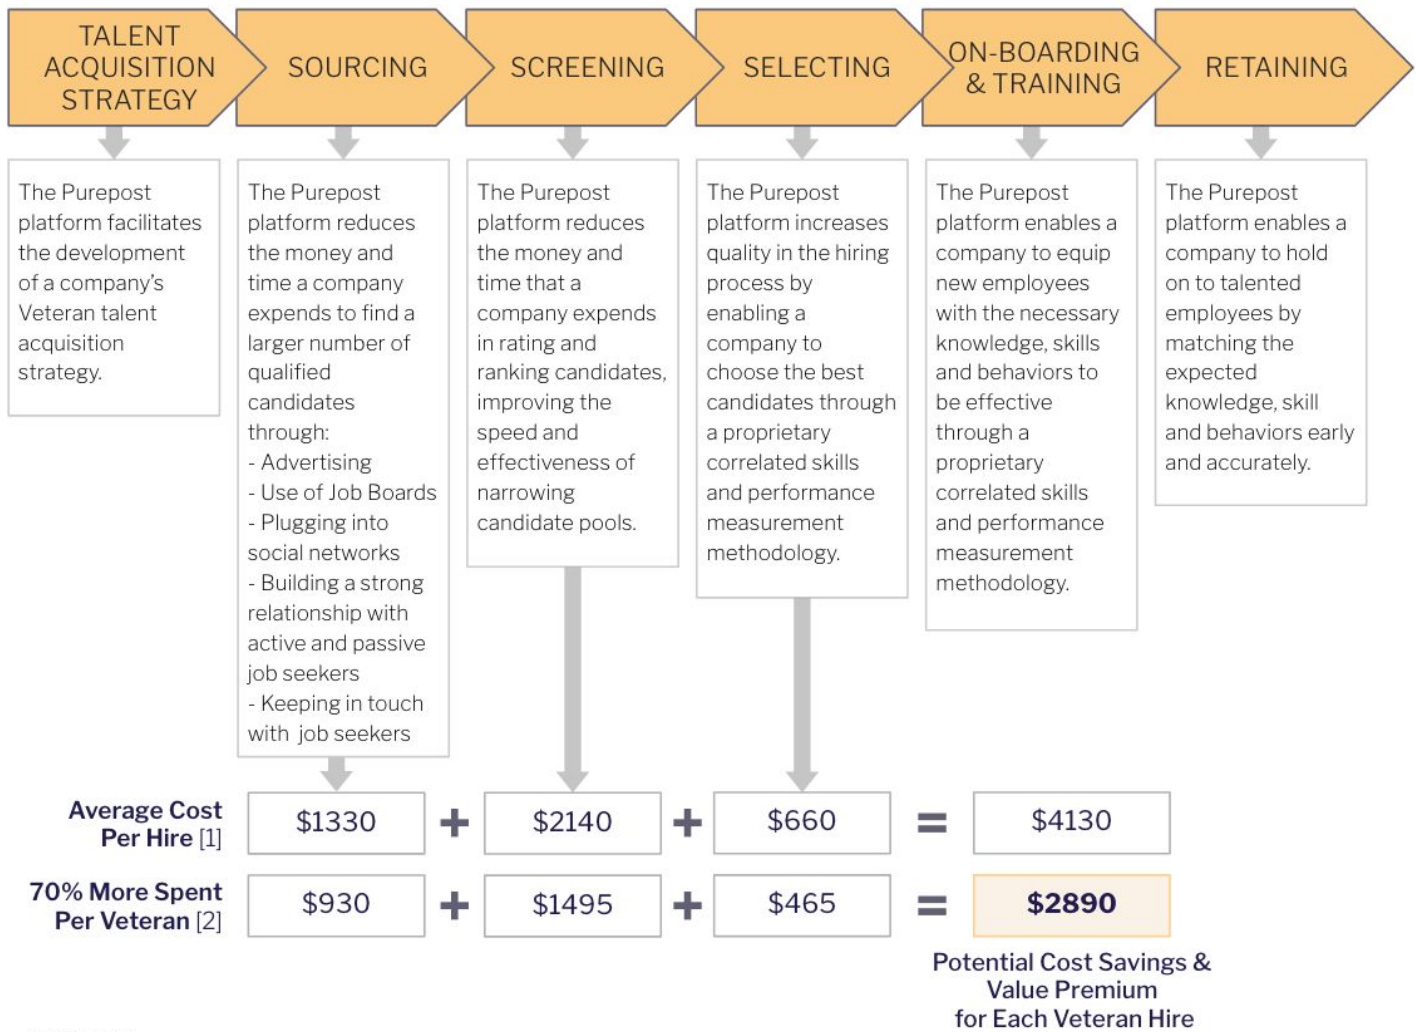 TALENT
ACQUISITION
STRATEGY
SOURCING
SCREENING
SELECTING
ON-BOARDING
& TRAINING
RETAINING
The Purepost
platform facilitates
the development
of a company's
Veteran talent
acquisition
strategy.
The Purepost
platform reduces
the money and
time a company
expends to find a
larger number of
qualified
candidates
through:
- Advertising
- Use of Job Boards
- Plugging into
social networks
- Building a strong
relationship with
active and passive
job seekers
- Keeping in touch
with job seekers
The Purepost
platform reduces
the money and
time that a
company expends
in rating and
ranking candidates,
improving the
speed and
effectiveness of
narrowing
candidate pools.
The Purepost
platform increases
quality in the hiring
process by
enabling a
company to
choose the best
candidates through
a proprietary
correlated skills
and performance
measurement
methodology.
The Purepost
platform enables a
company to equip
new employees
with the necessary
knowledge, skills
and behaviors to
be effective
through a
proprietary
correlated skills
and performance
measurement
methodology.
The Purepost
platform enables a
company to hold
on to talented
employees by
matching the
expected
knowledge, skill
and behaviors early
and accurately.
Average Cost
Per Hire [1]
$1330 + $2140 + $660 = $4130
70% More Spent
Per Veteran [2]
$930 + $1495 + $465 = $2890
Potential Cost Savings &
Value Premium
for Each Veteran Hire